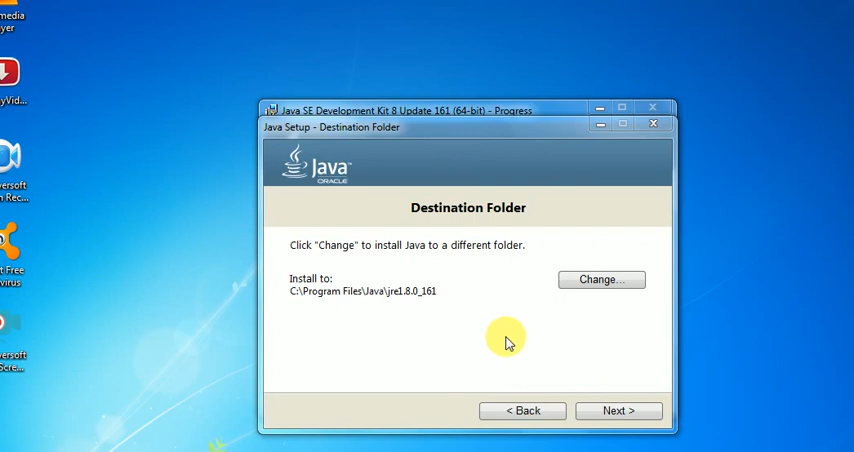 media
yer
yVid...
versoft
n Rec...
t Free
virus
versoft
Scre...
Java SE Development Kit 8 Update 161 (64-bit) - Progress
Java Setup - Destination Folder
Java™
ORACLE
Destination Folder
Click "Change" to install Java to a different folder.
Install to:
Change...
C:\Program Files\Java\jre1.8.0_161
< Back
Next >